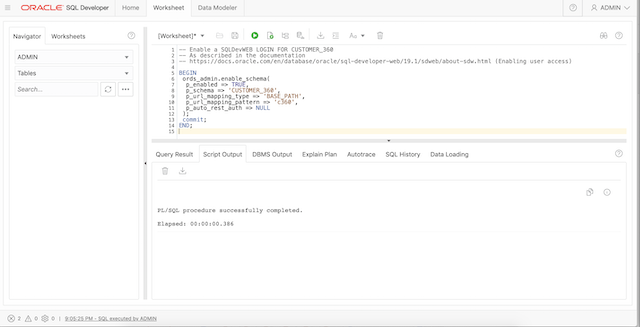 ORACLE SQL Developer Home Worksheet Data Modeler ADMIN
Navigator Worksheets [Worksheet]* Aa
ADMIN
Tables
Search...
1 -- Enable a SQLDevWEB LOGIN FOR CUSTOMER_360
2 -- As described in the documentation
3 -- https://docs.oracle.com/en/database/oracle/sql-developer-web/19.1/sdweb/about-sdw.html (Enabling user access)
4
5 BEGIN
6 ords_admin.enable_schema(
7 p_enabled => TRUE,
8 p_schema => 'CUSTOMER_360',
9 p_url_mapping_type => 'BASE_PATH',
10 p_url_mapping_pattern => 'c360',
11 p_auto_rest_auth => NULL
12 );
13 commit;
14 END;
15
Query Result Script Output DBMS Output Explain Plan Autotrace SQL History Data Loading
PL/SQL procedure successfully completed.
Elapsed: 00:00:00.386
2 0 0 | 9:05:25 PM - SQL executed by ADMIN